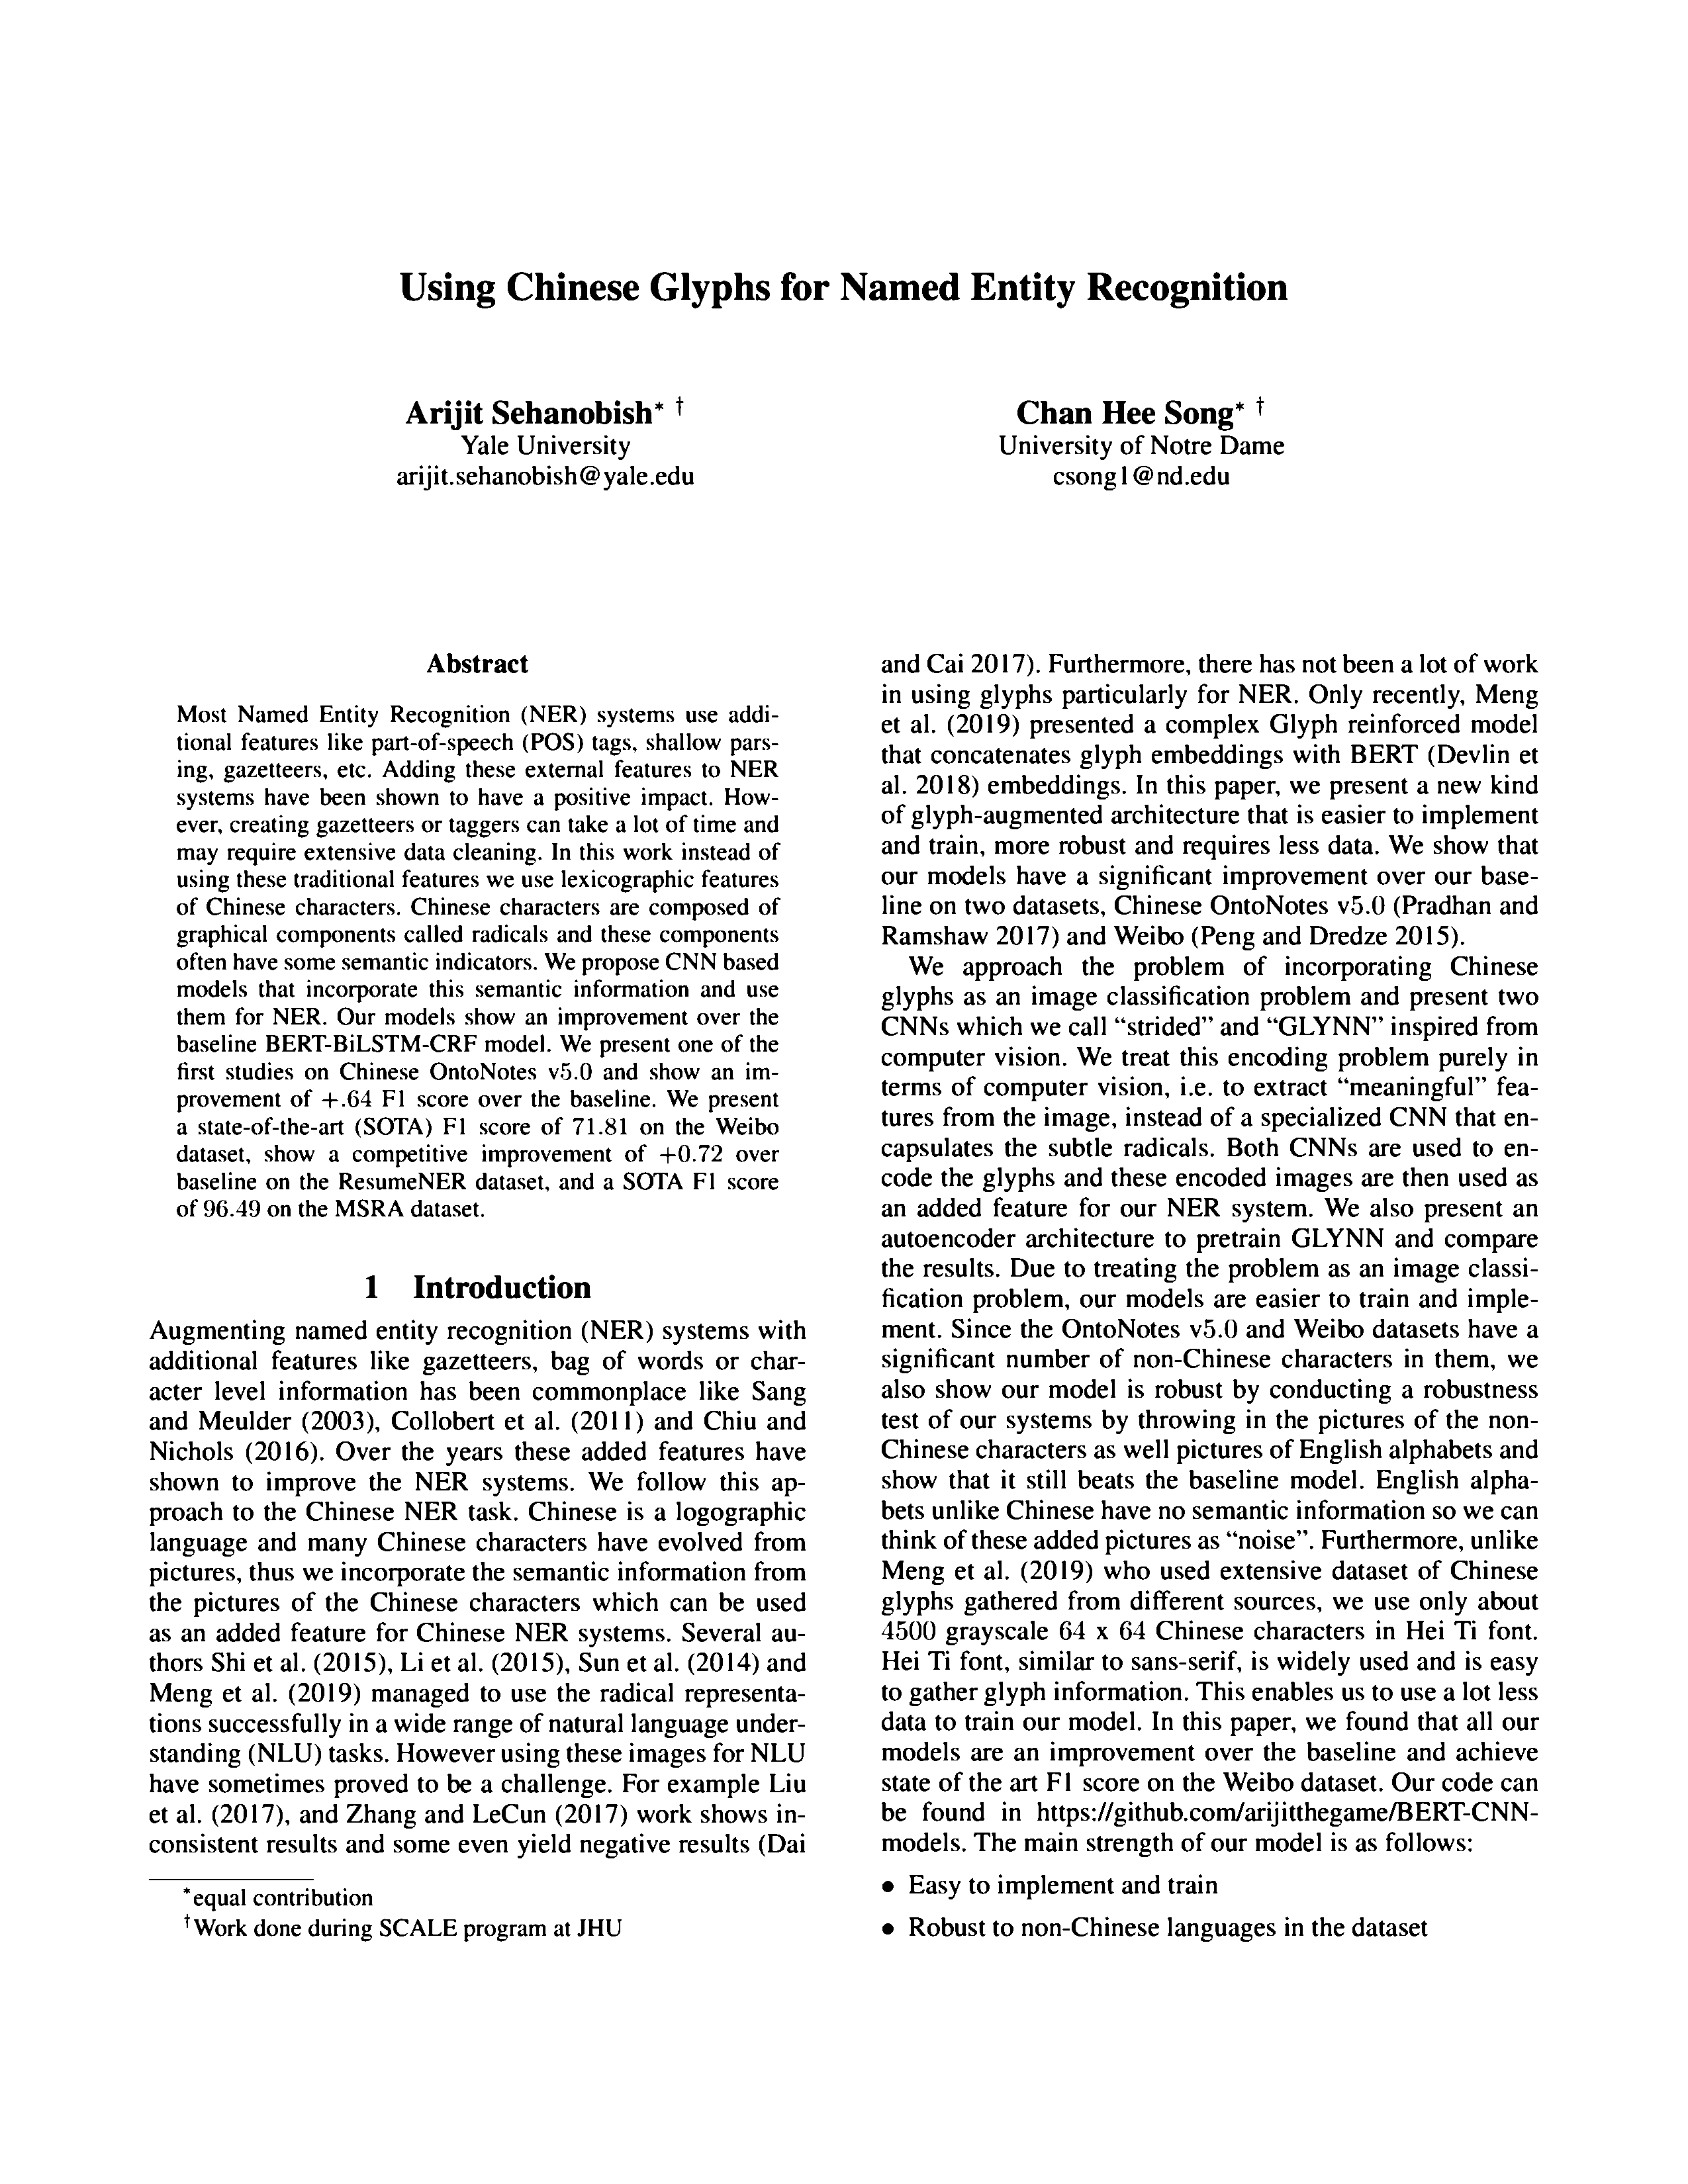 Using Chinese Glyphs for Named Entity Recognition
Arijit Sehanobish* †
Yale University
arijit.sehanobish@yale.edu
Chan Hee Song* †
University of Notre Dame
csong1@nd.edu
Abstract
Most Named Entity Recognition (NER) systems use addi-
tional features like part-of-speech (POS) tags, shallow pars-
ing, gazetteers, etc. Adding these external features to NER
systems have been shown to have a positive impact. How-
ever, creating gazetteers or taggers can take a lot of time and
may require extensive data cleaning. In this work instead of
using these traditional features we use lexicographic features
of Chinese characters. Chinese characters are composed of
graphical components called radicals and these components
often have some semantic indicators. We propose CNN based
models that incorporate this semantic information and use
them for NER. Our models show an improvement over the
baseline BERT-BiLSTM-CRF model. We present one of the
first studies on Chinese OntoNotes v5.0 and show an im-
provement of +.64 F1 score over the baseline. We present
a state-of-the-art (SOTA) F1 score of 71.81 on the Weibo
dataset, show a competitive improvement of +0.72 over
baseline on the ResumeNER dataset, and a SOTA F1 score
of 96.49 on the MSRA dataset.
1 Introduction
Augmenting named entity recognition (NER) systems with
additional features like gazetteers, bag of words or char-
acter level information has been commonplace like Sang
and Meulder (2003), Collobert et al. (2011) and Chiu and
Nichols (2016). Over the years these added features have
shown to improve the NER systems. We follow this ap-
proach to the Chinese NER task. Chinese is a logographic
language and many Chinese characters have evolved from
pictures, thus we incorporate the semantic information from
the pictures of the Chinese characters which can be used
as an added feature for Chinese NER systems. Several au-
thors Shi et al. (2015), Li et al. (2015), Sun et al. (2014) and
Meng et al. (2019) managed to use the radical representa-
tions successfully in a wide range of natural language under-
standing (NLU) tasks. However using these images for NLU
have sometimes proved to be a challenge. For example Liu
et al. (2017), and Zhang and LeCun (2017) work shows in-
consistent results and some even yield negative results (Dai
*equal contribution
†Work done during SCALE program at JHU
and Cai 2017). Furthermore, there has not been a lot of work
in using glyphs particularly for NER. Only recently, Meng
et al. (2019) presented a complex Glyph reinforced model
that concatenates glyph embeddings with BERT (Devlin et
al. 2018) embeddings. In this paper, we present a new kind
of glyph-augmented architecture that is easier to implement
and train, more robust and requires less data. We show that
our models have a significant improvement over our base-
line on two datasets, Chinese OntoNotes v5.0 (Pradhan and
Ramshaw 2017) and Weibo (Peng and Dredze 2015).
We approach the problem of incorporating Chinese
glyphs as an image classification problem and present two
CNNs which we call “strided” and “GLYNN” inspired from
computer vision. We treat this encoding problem purely in
terms of computer vision, i.e. to extract “meaningful” fea-
tures from the image, instead of a specialized CNN that en-
capsulates the subtle radicals. Both CNNs are used to en-
code the glyphs and these encoded images are then used as
an added feature for our NER system. We also present an
autoencoder architecture to pretrain GLYNN and compare
the results. Due to treating the problem as an image classi-
fication problem, our models are easier to train and imple-
ment. Since the OntoNotes v5.0 and Weibo datasets have a
significant number of non-Chinese characters in them, we
also show our model is robust by conducting a robustness
test of our systems by throwing in the pictures of the non-
Chinese characters as well pictures of English alphabets and
show that it still beats the baseline model. English alpha-
bets unlike Chinese have no semantic information so we can
think of these added pictures as “noise”. Furthermore, unlike
Meng et al. (2019) who used extensive dataset of Chinese
glyphs gathered from different sources, we use only about
4500 grayscale 64 x 64 Chinese characters in Hei Ti font.
Hei Ti font, similar to sans-serif, is widely used and is easy
to gather glyph information. This enables us to use a lot less
data to train our model. In this paper, we found that all our
models are an improvement over the baseline and achieve
state of the art F1 score on the Weibo dataset. Our code can
be found in https://github.com/arijitthegame/BERT-CNN-
models. The main strength of our model is as follows:
• Easy to implement and train
• Robust to non-Chinese languages in the dataset